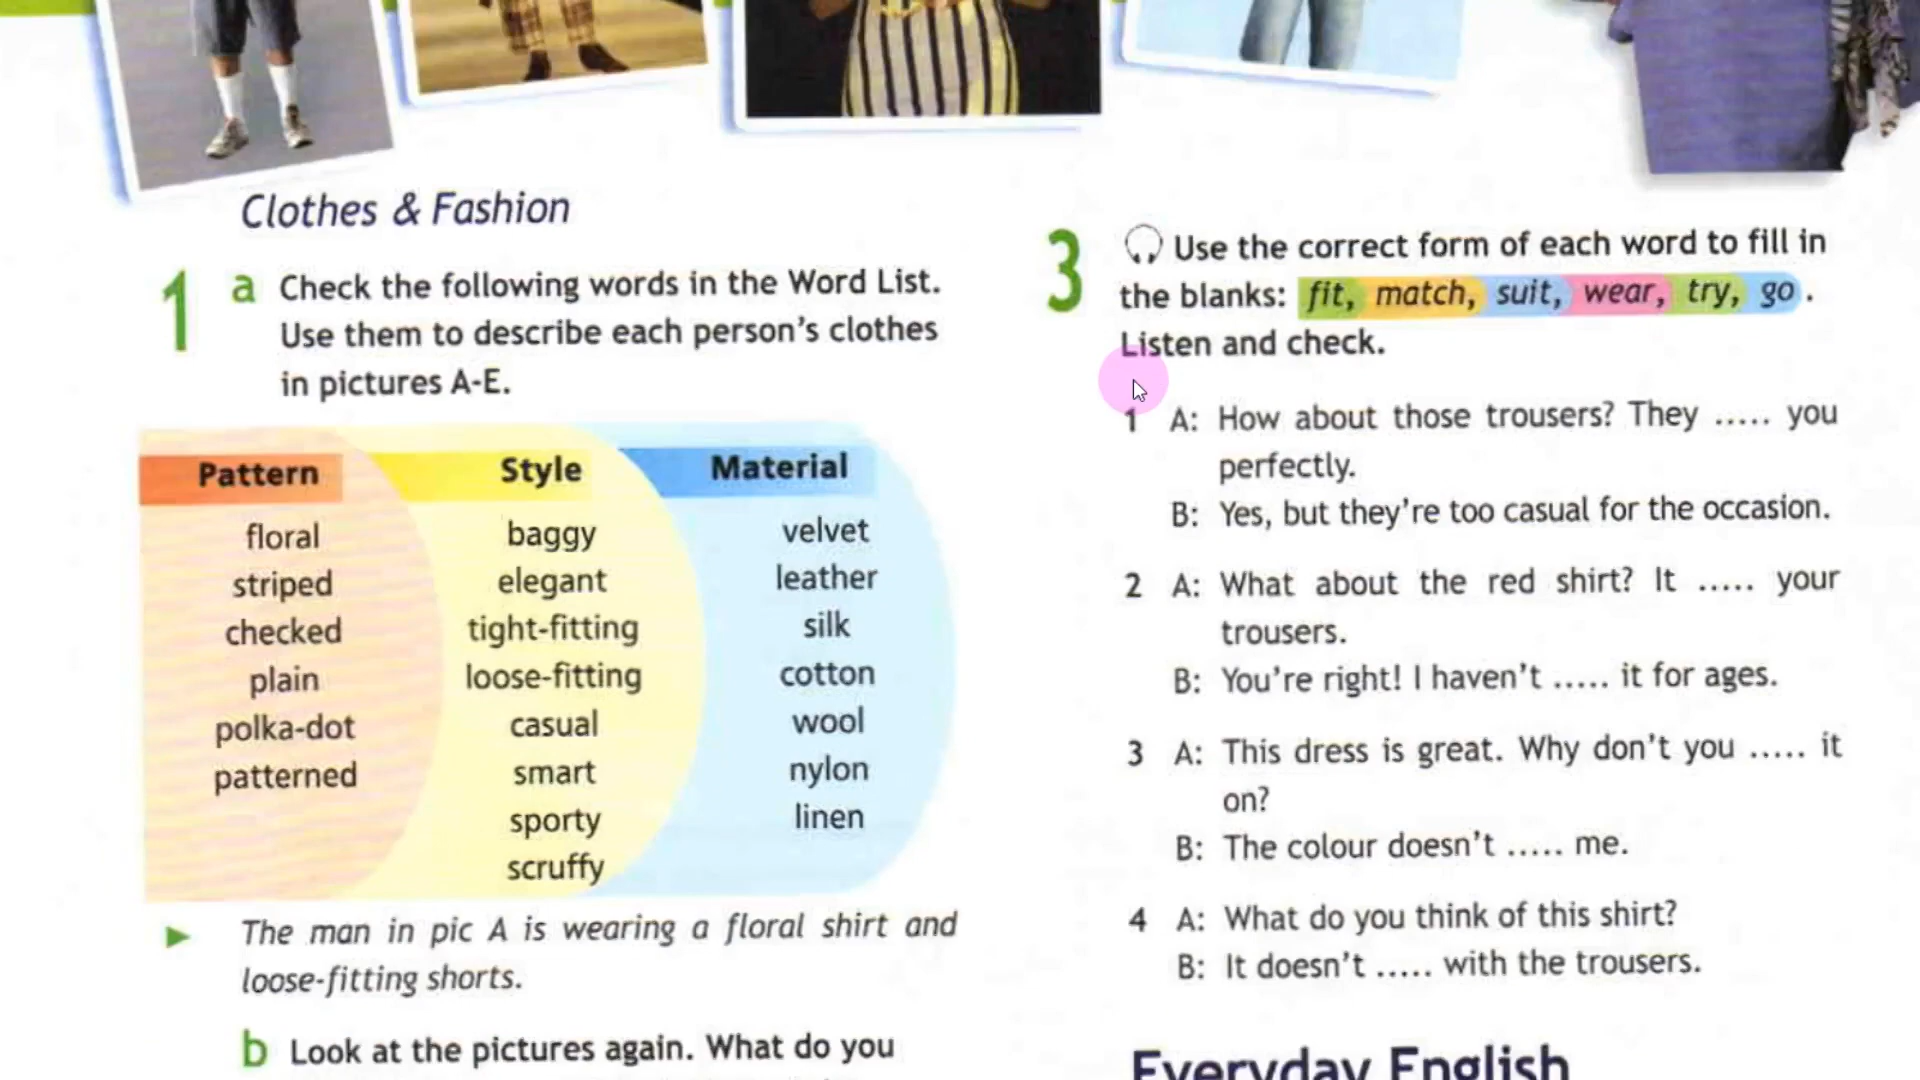 Clothes & Fashion
1 a Check the following words in the Word List.
Use them to describe each person's clothes
in pictures A-E.
Pattern
floral
striped
checked
plain
polka-dot
patterned
Style
baggy
elegant
tight-fitting
loose-fitting
casual
smart
sporty
scruffy
Material
velvet
leather
silk
cotton
wool
nylon
linen
The man in pic A is wearing a floral shirt and
loose-fitting shorts.
b Look at the pictures again. What do you
3 Use the correct form of each word to fill in
the blanks: fit, match, suit, wear, try, go.
Listen and check.
1 A: How about those trousers? They ..... you
perfectly.
B: Yes, but they're too casual for the occasion.
2 A: What about the red shirt? It ..... your
trousers.
B: You're right! I haven't ..... it for ages.
3 A: This dress is great. Why don't you ..... it
on?
B: The colour doesn't ..... me.
4 A: What do you think of this shirt?
B: It doesn't ..... with the trousers.
Everyday English